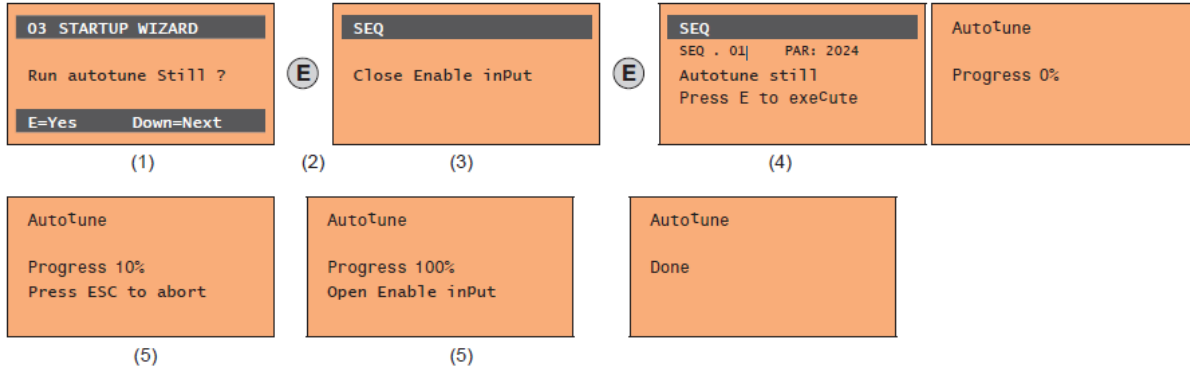 03 STARTUP WIZARD
Run autotune Still ?
E=Yes Down=Next
(1)
E
(2)
SEQ
Close Enable inPut
(3)
E
SEQ
SEQ . 01 PAR: 2024
Autotune still
Press E to exeCute
(4)
AutoTune
Progress 0%
AutoTune
Progress 10%
Press ESC to abort
(5)
AutoTune
Progress 100%
Open Enable inPut
(5)
AutoTune
Done